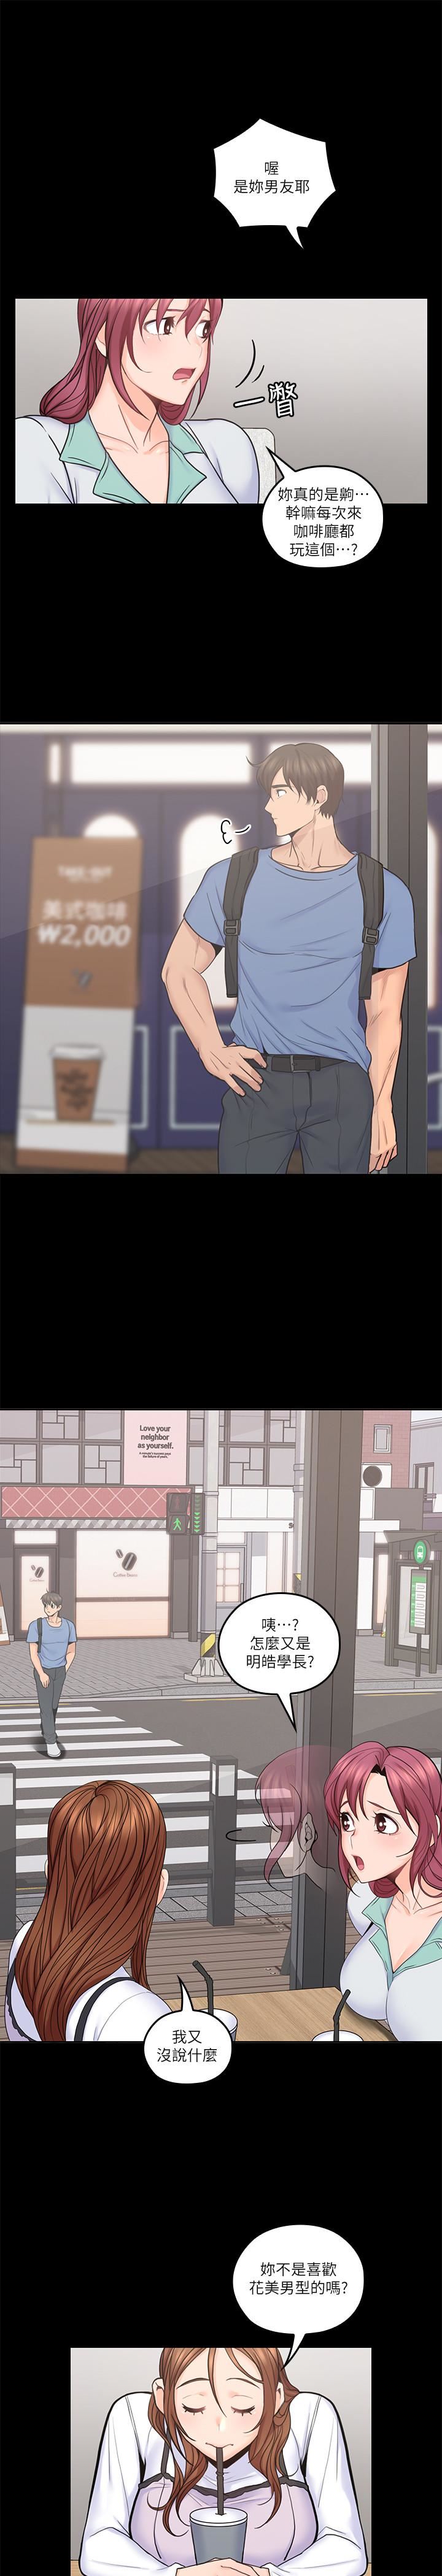 喔
是妳男友耶
一瞥
妳真的是齁…
幹嘛每次來
咖啡廳都
玩這個…?
TAKE-OUT
美式咖啡
₩2,000
Love your
neighbor
as yourself.
Coffee Beans
咦…?
怎麼又是
明皓學長?
我又
沒說什麼
妳不是喜歡
花美男型的嗎?